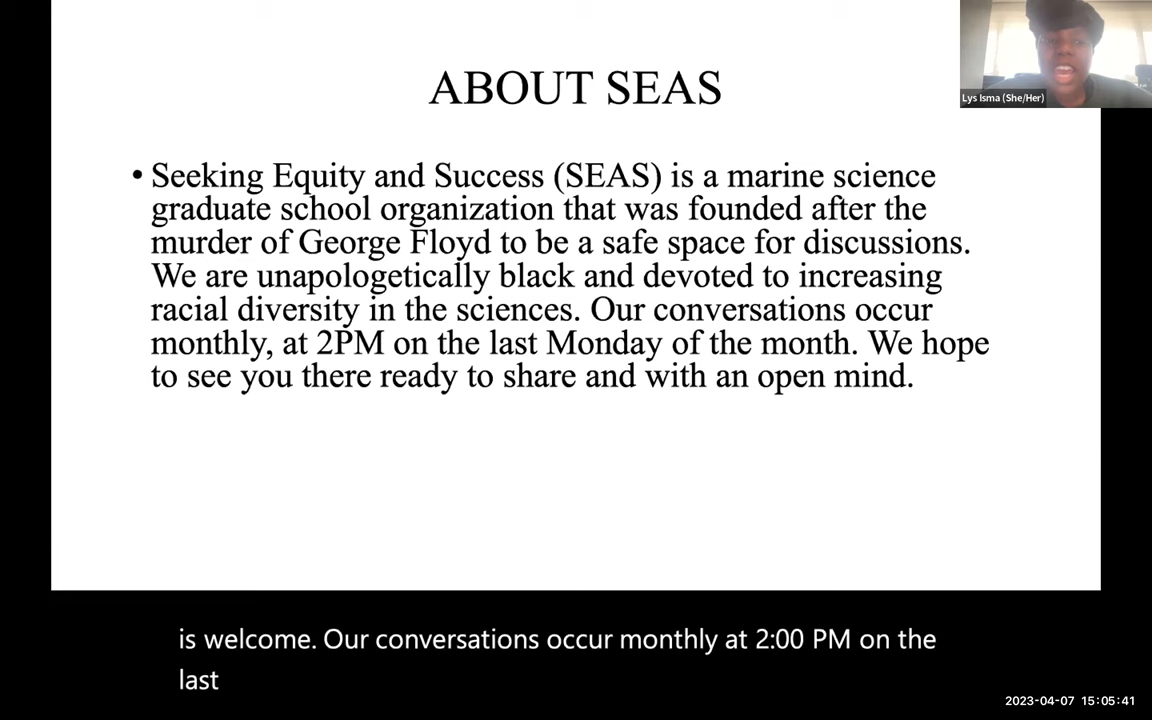 ABOUT SEAS
Lys Isma (She/Her)
• Seeking Equity and Success (SEAS) is a marine science
graduate school organization that was founded after the
murder of George Floyd to be a safe space for discussions.
We are unapologetically black and devoted to increasing
racial diversity in the sciences. Our conversations occur
monthly, at 2PM on the last Monday of the month. We hope
to see you there ready to share and with an open mind.
is welcome. Our conversations occur monthly at 2:00 PM on the
last
2023-04-07 15:05:41